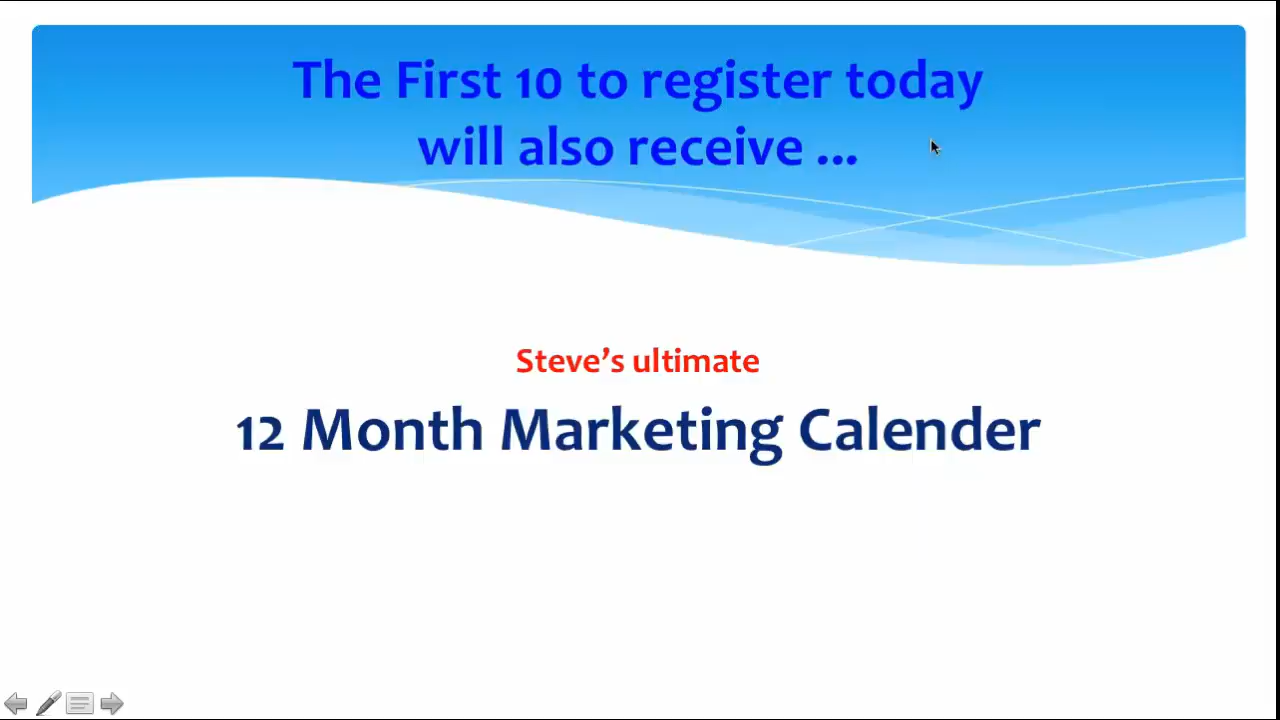 The First 10 to register today
will also receive ...
Steve’s ultimate
12 Month Marketing Calender